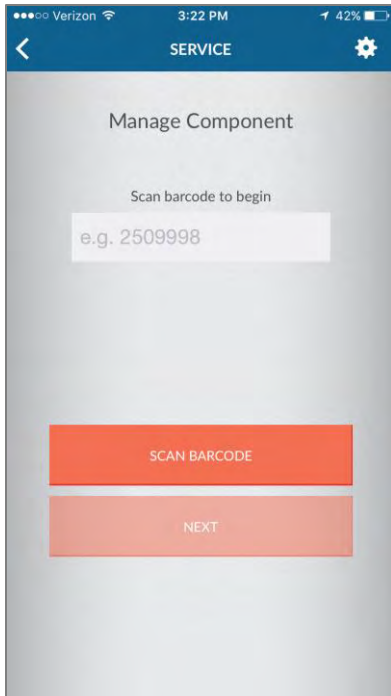 Verizon 3:22 PM 42%
SERVICE
Manage Component
Scan barcode to begin
e.g. 2509998
SCAN BARCODE
NEXT